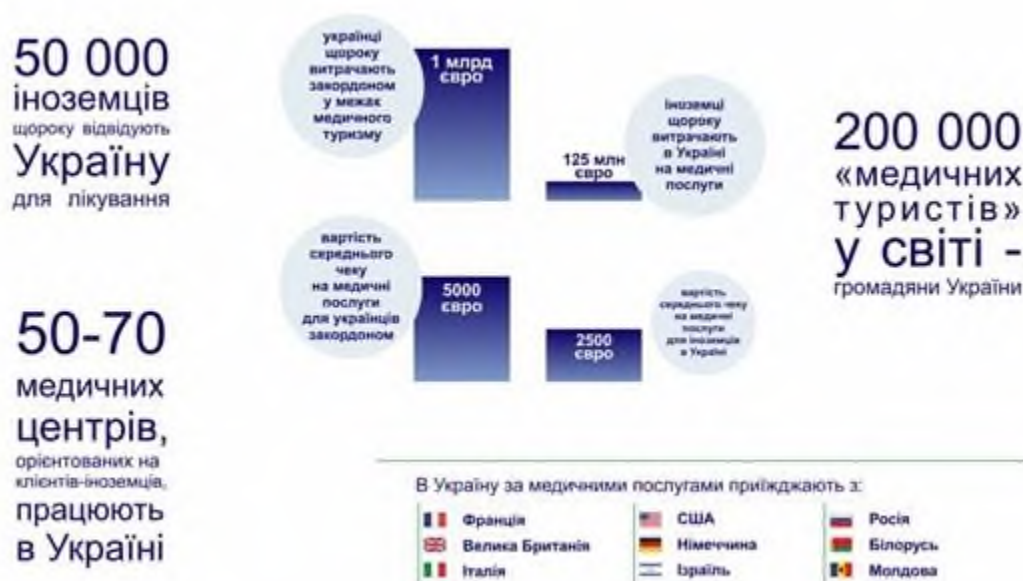 50 000
іноземців
щороку відвідують
Україну
для лікування
50-70
медичних
центрів,
орієнтованих на
клієнтів-іноземців,
працюють
в Україні
українці
щороку
витрачають
закордоном
у межах
медичного
туризму
1 млрд
євро
125 млн
євро
іноземці
щороку
витрачають
в Україні
на медичні
послуги
вартість
середнього
чеку
на медичні
послуги
для українців
закордоном
5000
євро
2500
євро
вартість
середнього чеку
на медичні
послуги
для іноземців
в Україні
200 000
«медичних
туристів»
у світі -
громадяни України
В Україну за медичними послугами приїжджають з:
Франція
Велика Британія
Італія
США
Німеччина
Ізраїль
Росія
Білорусь
Молдова